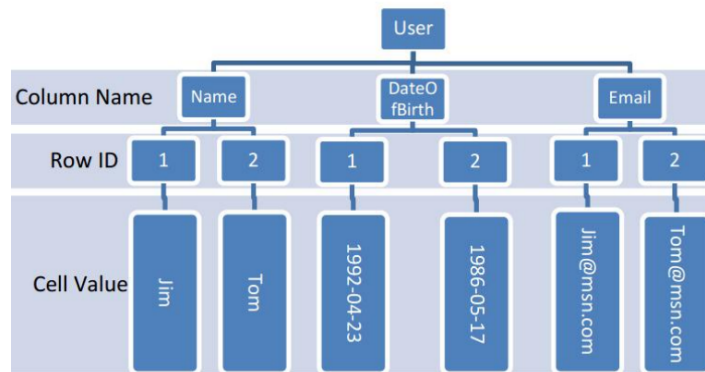 User
Column Name
Name
DateO
fBirth
Email
Row ID
1
2
1
2
1
2
Cell Value
Jim
Tom
1992-04-23
1986-05-17
Jim@msn.com
Tom@msn.com